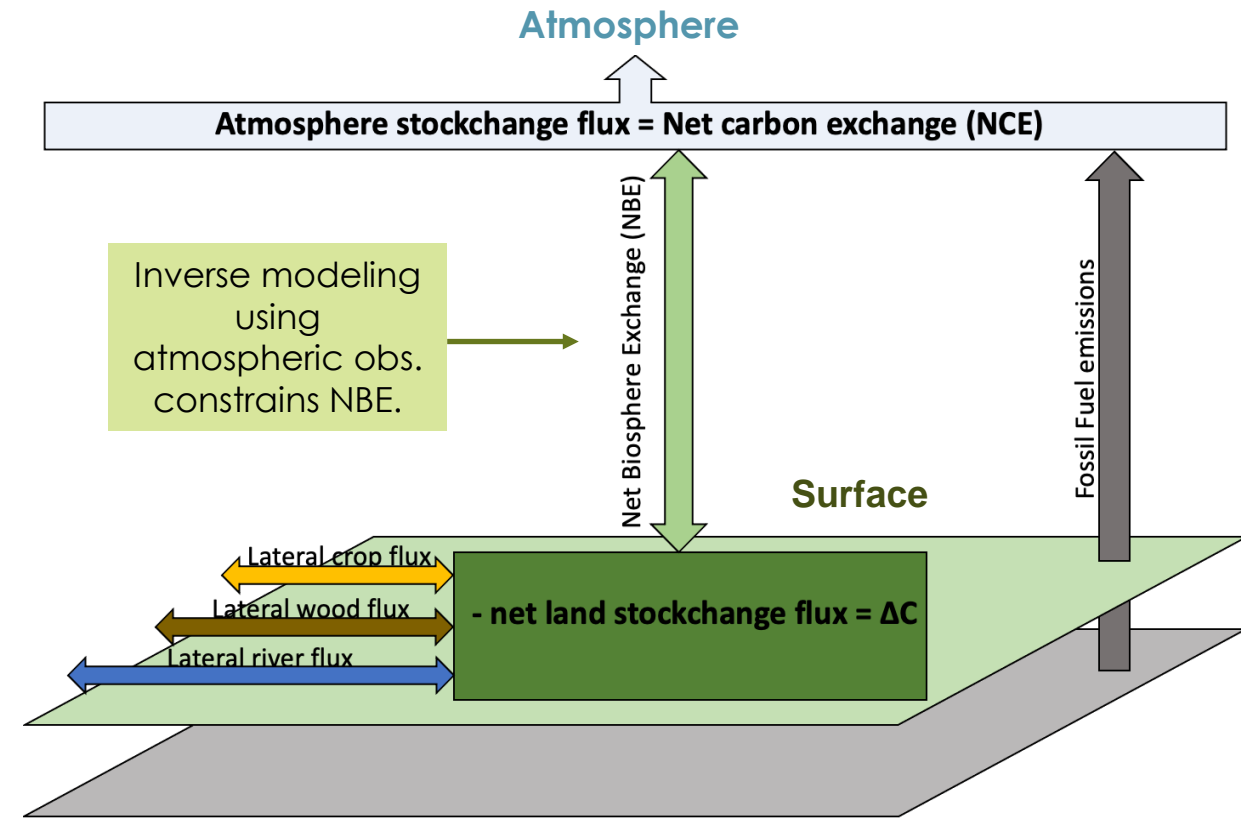 Atmosphere
Atmosphere stockchange flux = Net carbon exchange (NCE)
Net Biosphere Exchange (NBE)
Fossil Fuel emissions
Inverse modeling
using
atmospheric obs.
constrains NBE.
Surface
Lateral crop flux
Lateral wood flux
Lateral river flux
- net land stockchange flux = ΔC